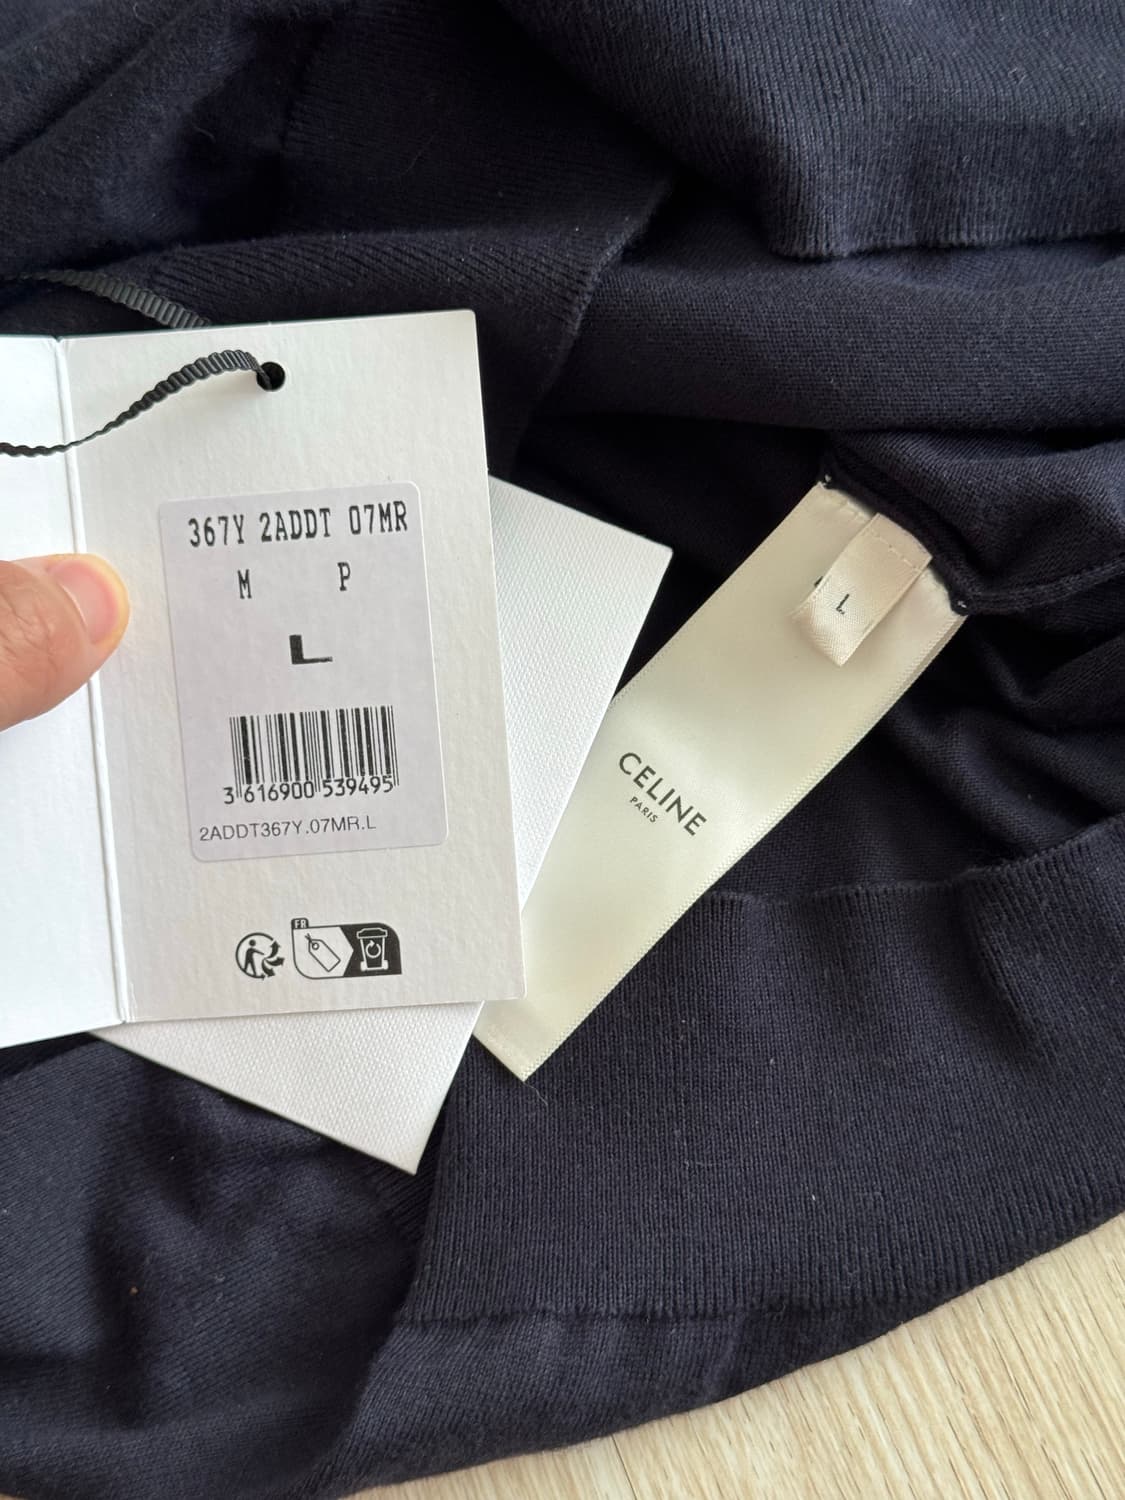 367Y 2ADDT 07MR
M P
L
3 616900 539495
2ADDT367Y.07MR.L
FR
L
CELINE
PARIS